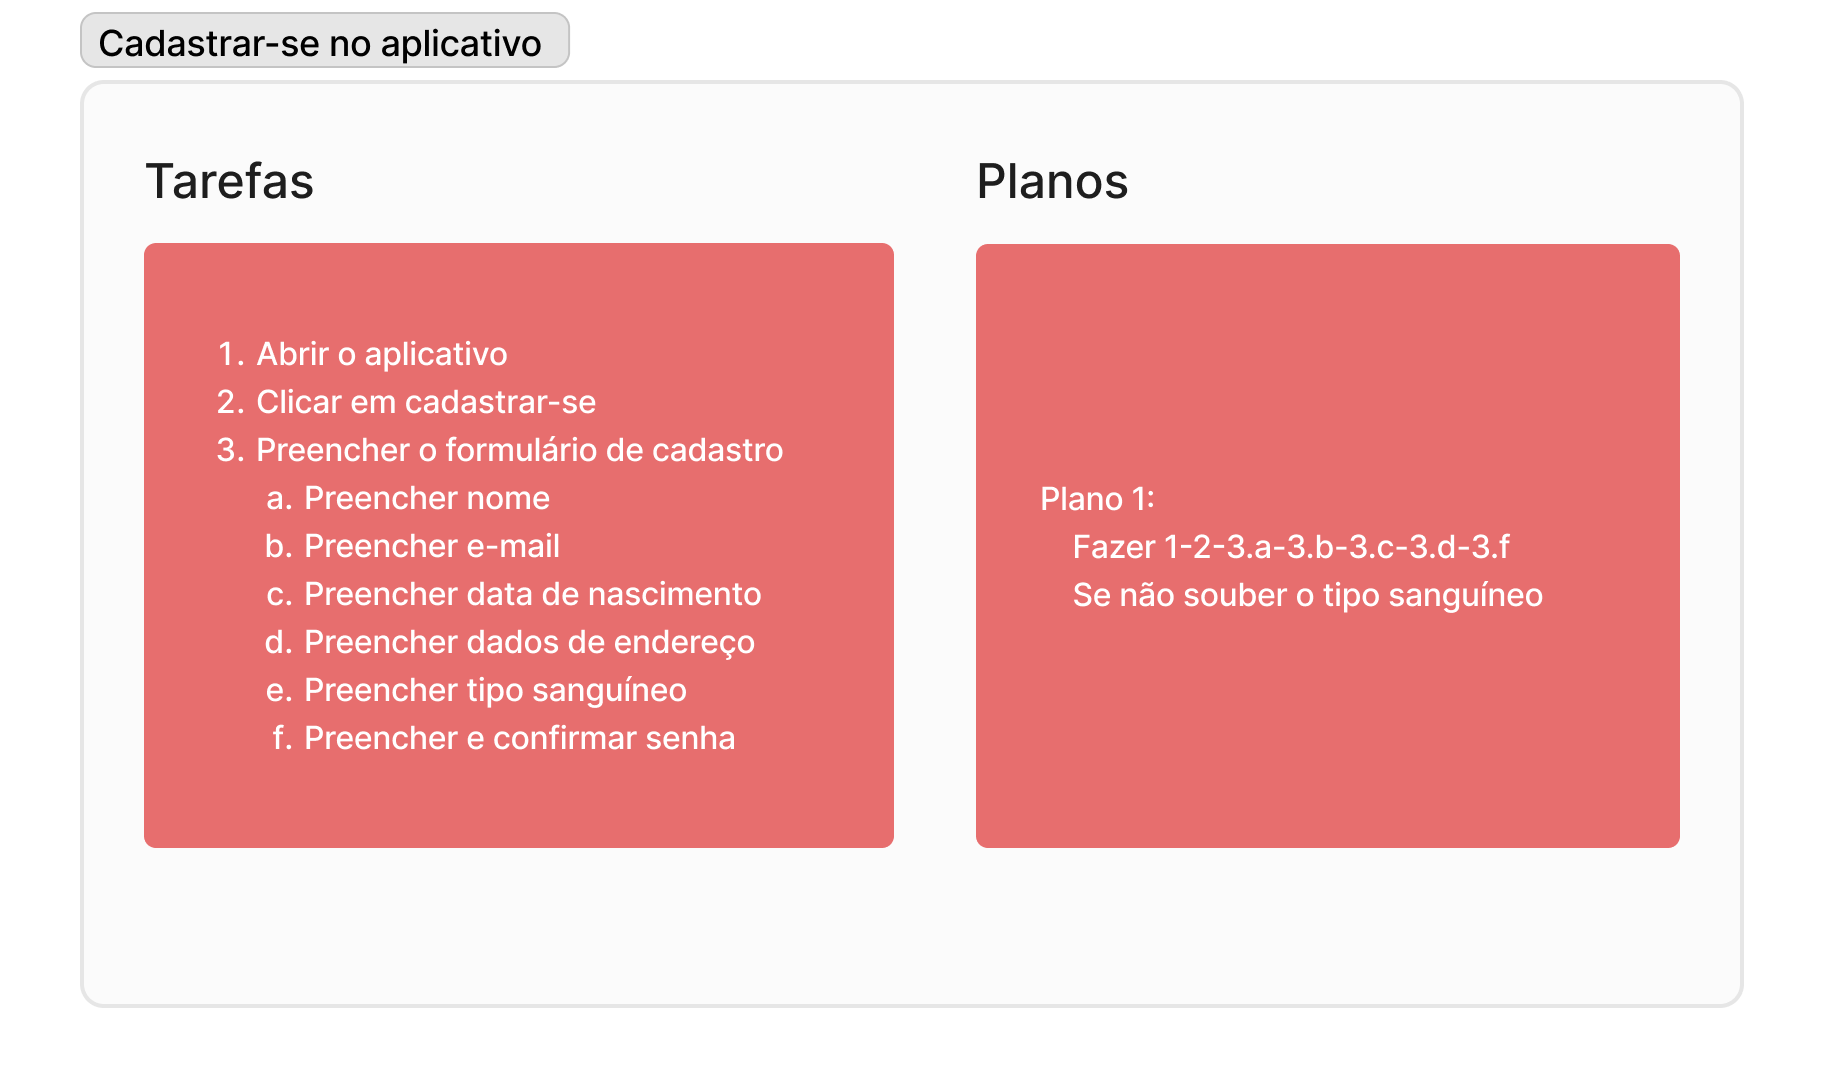 Cadastrar-se no aplicativo
Tarefas
1. Abrir o aplicativo
2. Clicar em cadastrar-se
3. Preencher o formulário de cadastro
a. Preencher nome
b. Preencher e-mail
c. Preencher data de nascimento
d. Preencher dados de endereço
e. Preencher tipo sanguíneo
f. Preencher e confirmar senha
Planos
Plano 1:
Fazer 1-2-3.a-3.b-3.c-3.d-3.f
Se não souber o tipo sanguíneo